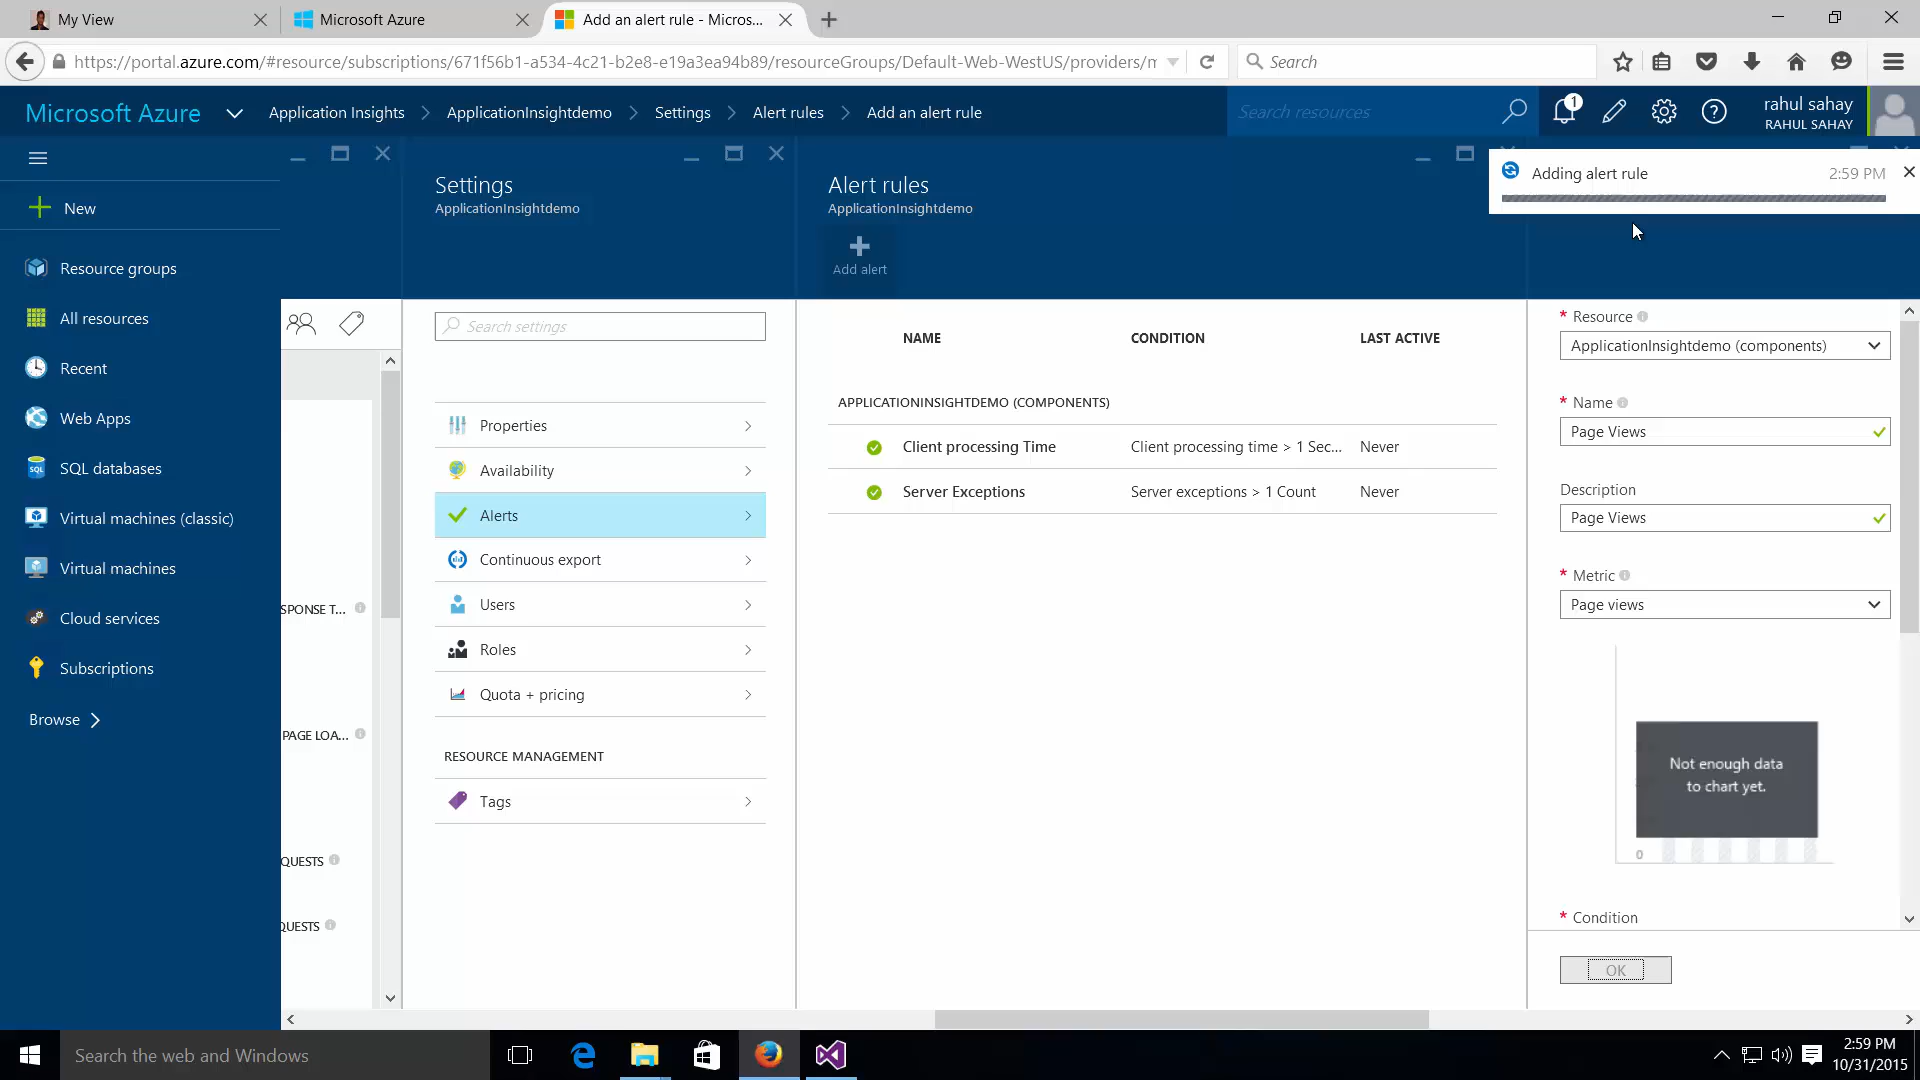 My View
Microsoft Azure
Add an alert rule - Micros...
https://portal.azure.com/#resource/subscriptions/671f56b1-a534-4c21-b2e8-e19a3ea94b89/resourceGroups/Default-Web-WestUS/providers/m
Search
Microsoft Azure
Application Insights
ApplicationInsightdemo
Settings
Alert rules
Add an alert rule
Search resources
1
rahul sahay
RAHUL SAHAY
Adding alert rule
2:59 PM
New
Resource groups
All resources
Recent
Web Apps
SQL databases
Virtual machines (classic)
Virtual machines
Cloud services
Subscriptions
Browse
SPONSE T...
PAGE LOA...
QUESTS
QUESTS
Settings
ApplicationInsightdemo
Search settings
Properties
Availability
Alerts
Continuous export
Users
Roles
Quota + pricing
RESOURCE MANAGEMENT
Tags
Alert rules
ApplicationInsightdemo
Add alert
NAME
CONDITION
LAST ACTIVE
APPLICATIONINSIGHTDEMO (COMPONENTS)
Client processing Time
Client processing time > 1 Sec...
Never
Server Exceptions
Server exceptions > 1 Count
Never
* Resource
ApplicationInsightdemo (components)
* Name
Page Views
Description
Page Views
* Metric
Page views
Not enough data
to chart yet.
0
* Condition
OK
Search the web and Windows
2:59 PM
10/31/2015